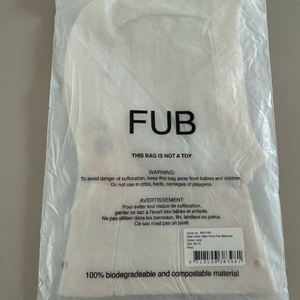 FUB
THIS BAG IS NOT A TOY
WARNING:
To avoid danger of suffocation, keep this bag away from babies and children.
Do not use in cribs, beds, carriages or playpens.
AVERTISSEMENT:
Pour éviter tout risque de suffocation,
garder ce sac à l'écart des bébés et enfants.
Ne pas utiliser dans les berceaux, lits, landaus ou parcs.
Ce sac n'est pas un jouet.
100% biodegradeable and compostable material